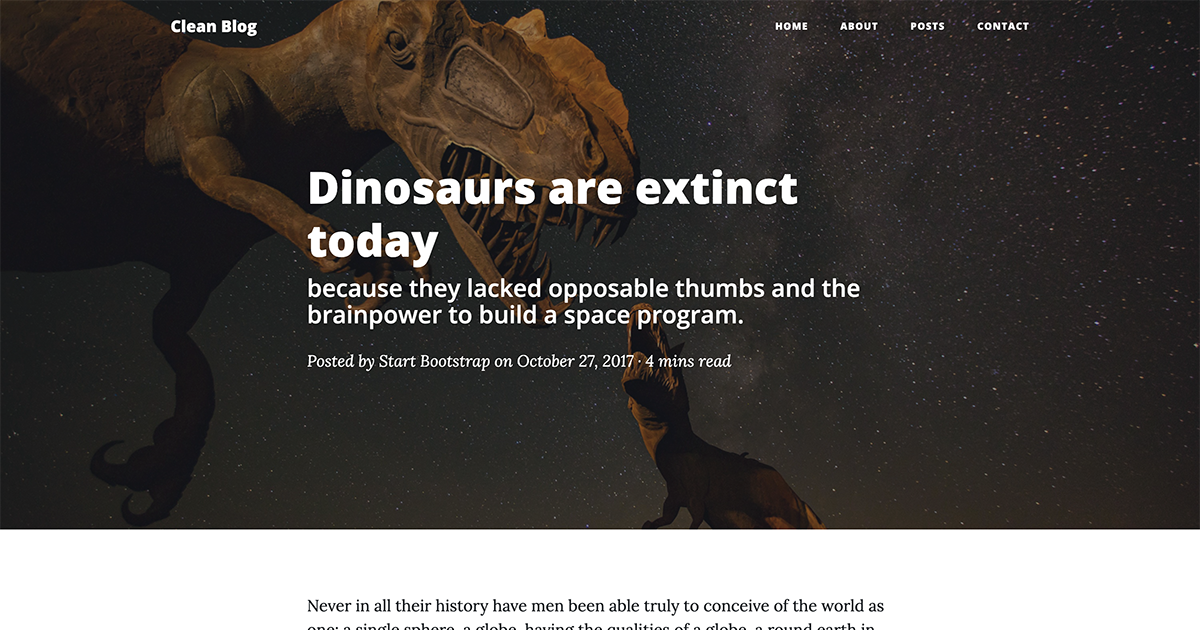 Clean Blog
HOME ABOUT POSTS CONTACT
Dinosaurs are extinct
today
because they lacked opposable thumbs and the
brainpower to build a space program.
Posted by Start Bootstrap on October 27, 2017 · 4 mins read
Never in all their history have men been able truly to conceive of the world as
one: a single sphere, a globe, having the qualities of a globe, a round earth in